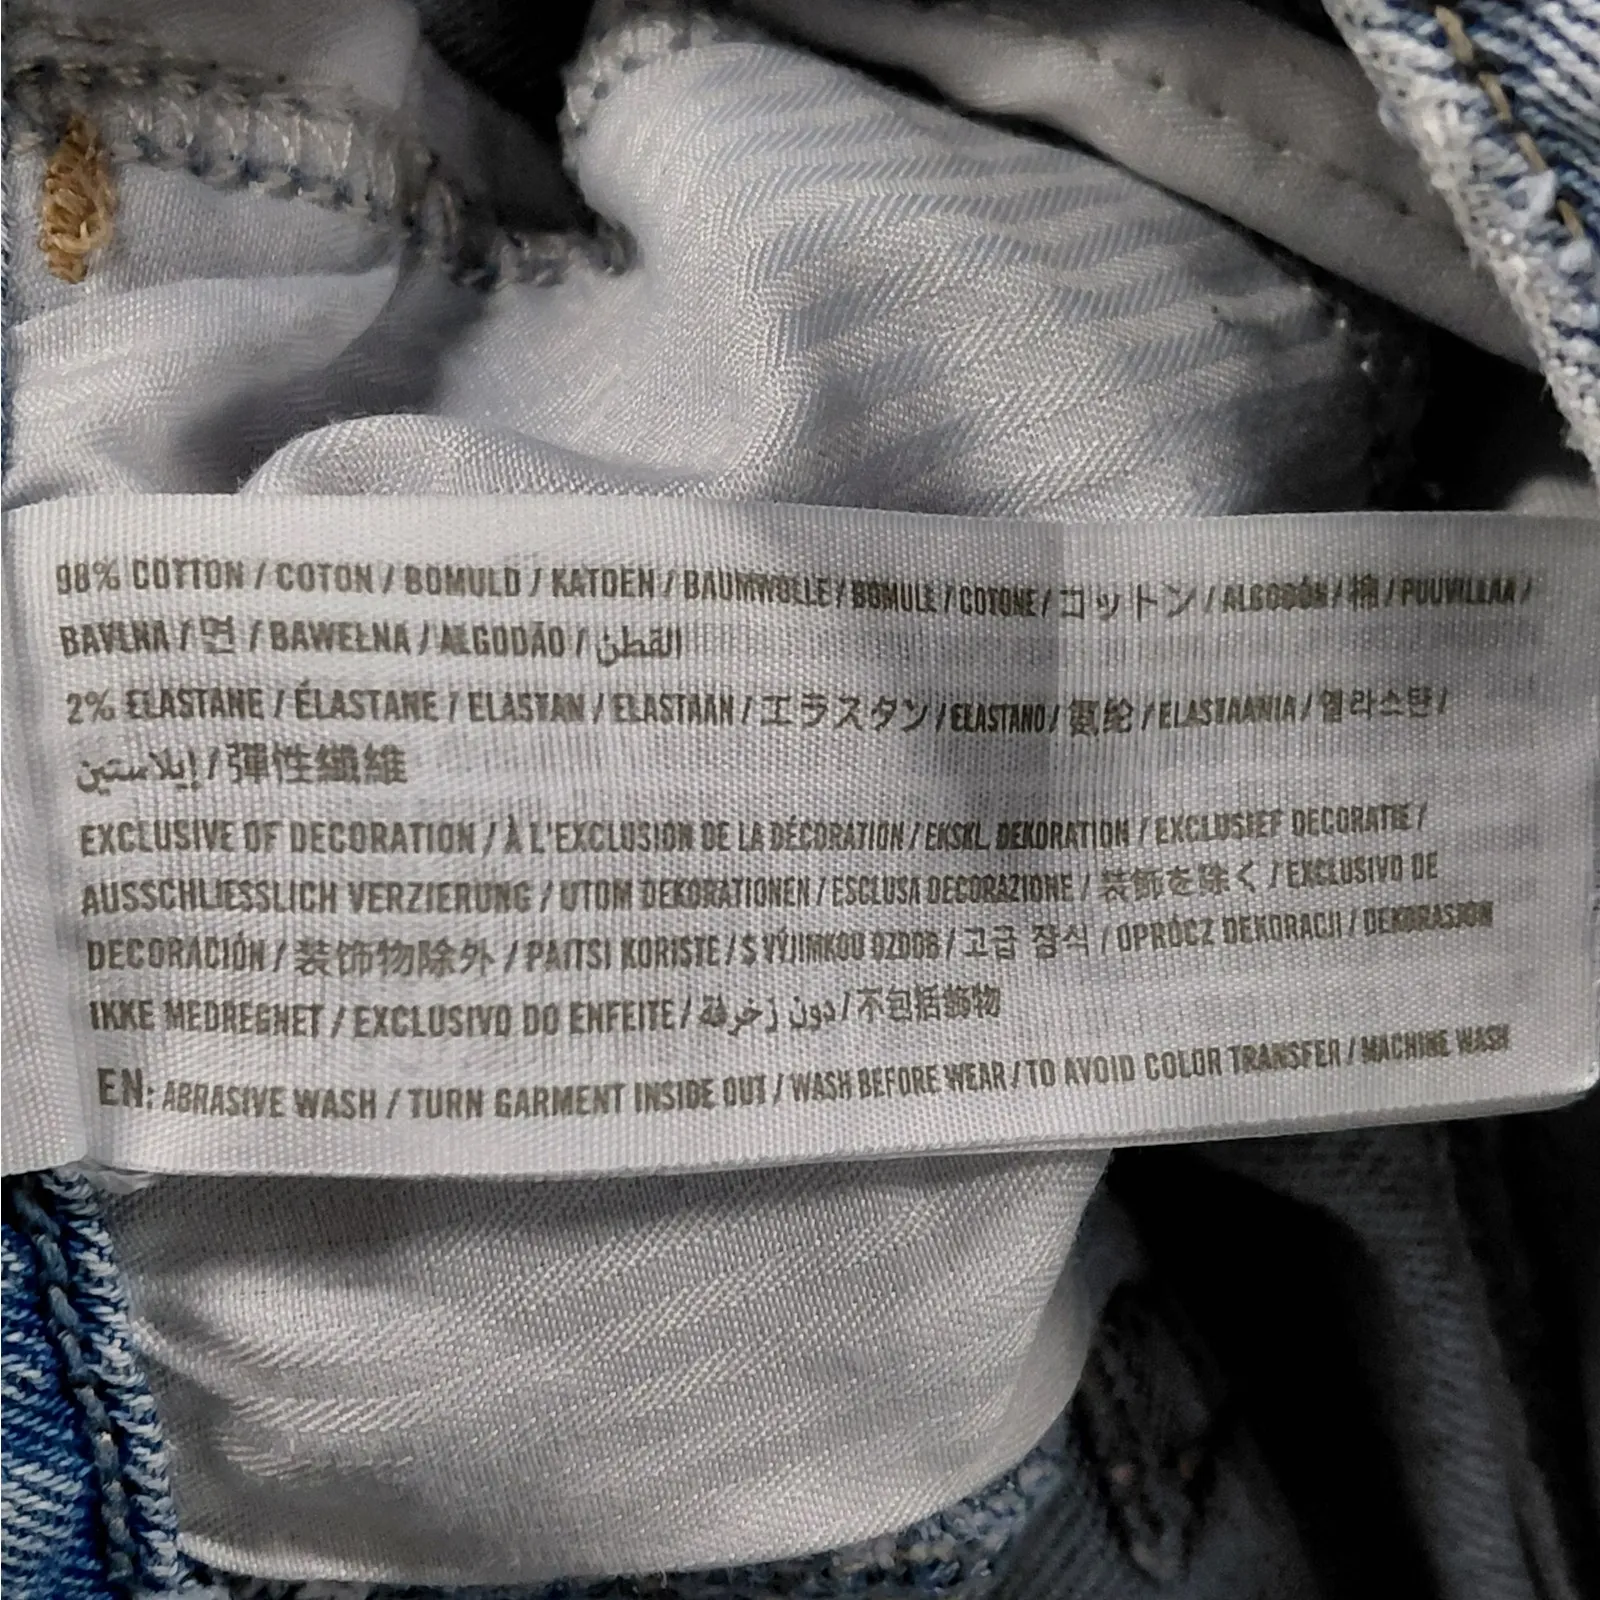 98% COTTON / COTON / BOMULD / KATOEN / BAUMWOLLE / BOMULL / COTONE / コットン / ALGODÓN / 棉 / PUUVILLAA /
BAVLNA / 면 / BAWEŁNA / ALGODÃO / القطن
2% ELASTANE / ÉLASTANE / ELASTAN / ELASTAAN / エラスタン / ELASTANO / 氨纶 / ELASTAANIA / 엘라스탄 /
إيلاستين / 彈性纖維
EXCLUSIVE OF DECORATION / À L'EXCLUSION DE LA DÉCORATION / EKSKL. DEKORATION / EXCLUSIEF DECORATIE /
AUSSCHLIESSLICH VERZIERUNG / UTOM DEKORATIONEN / ESCLUSA DECORAZIONE / 装飾を除く / EXCLUSIVO DE
DECORACIÓN / 装饰物除外 / PAITSI KORISTE / S VÝJIMKOU OZDOB / 고급 장식 / OPRÓCZ DEKORACJI / DEKORASJON
IKKE MEDREGNET / EXCLUSIVO DO ENFEITE / دون زخرفة / 不包括飾物
EN: ABRASIVE WASH / TURN GARMENT INSIDE OUT / WASH BEFORE WEAR / TO AVOID COLOR TRANSFER / MACHINE WASH